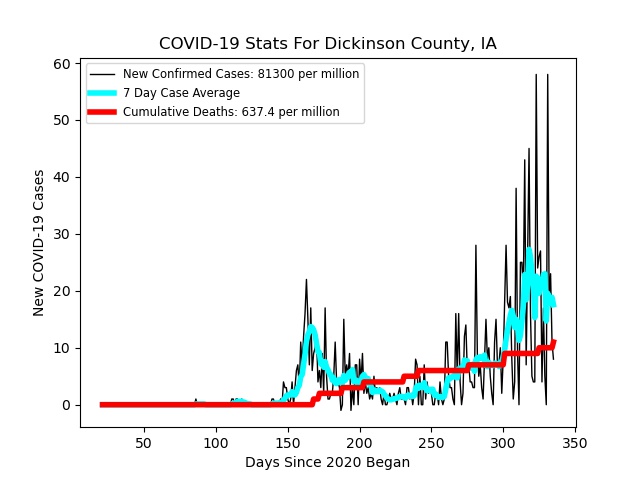 COVID-19 Stats For Dickinson County, IA
New Confirmed Cases: 81300 per million
7 Day Case Average
Cumulative Deaths: 637.4 per million
New COVID-19 Cases
60
50
40
30
20
10
0
50 100 150 200 250 300 350
Days Since 2020 Began